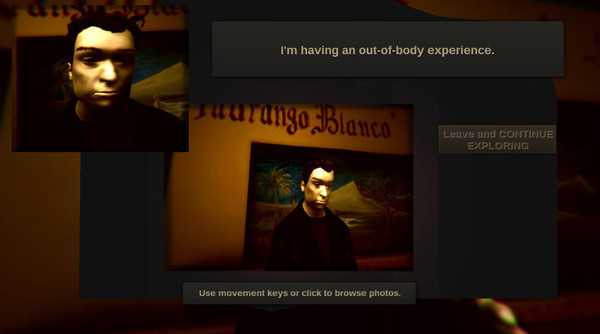 I'm having an out-of-body experience.
Blanco
Leave and CONTINUE
EXPLORING
Use movement keys or click to browse photos.